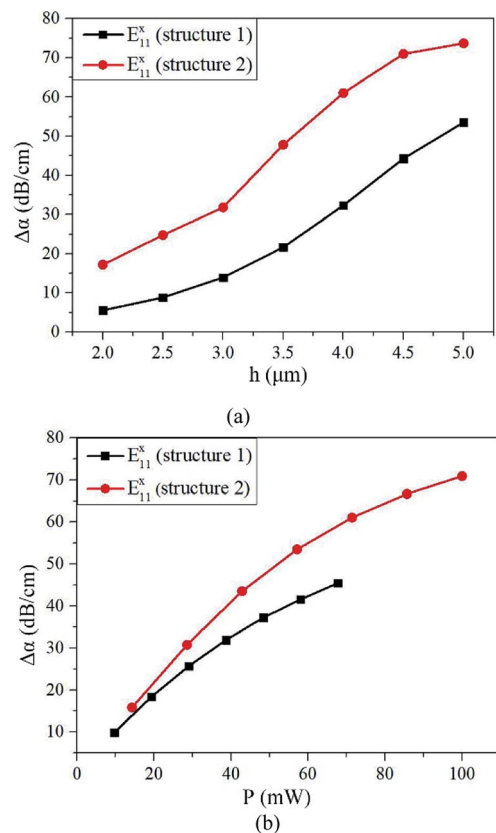 80
70
60
50
40
30
20
10
0
Δα (dB/cm)
E^x_11 (structure 1)
E^x_11 (structure 2)
2.0 2.5 3.0 3.5 4.0 4.5 5.0
h (μm)
(a)
80
70
60
50
40
30
20
10
Δα (dB/cm)
E^x_11 (structure 1)
E^x_11 (structure 2)
0 20 40 60 80 100
P (mW)
(b)